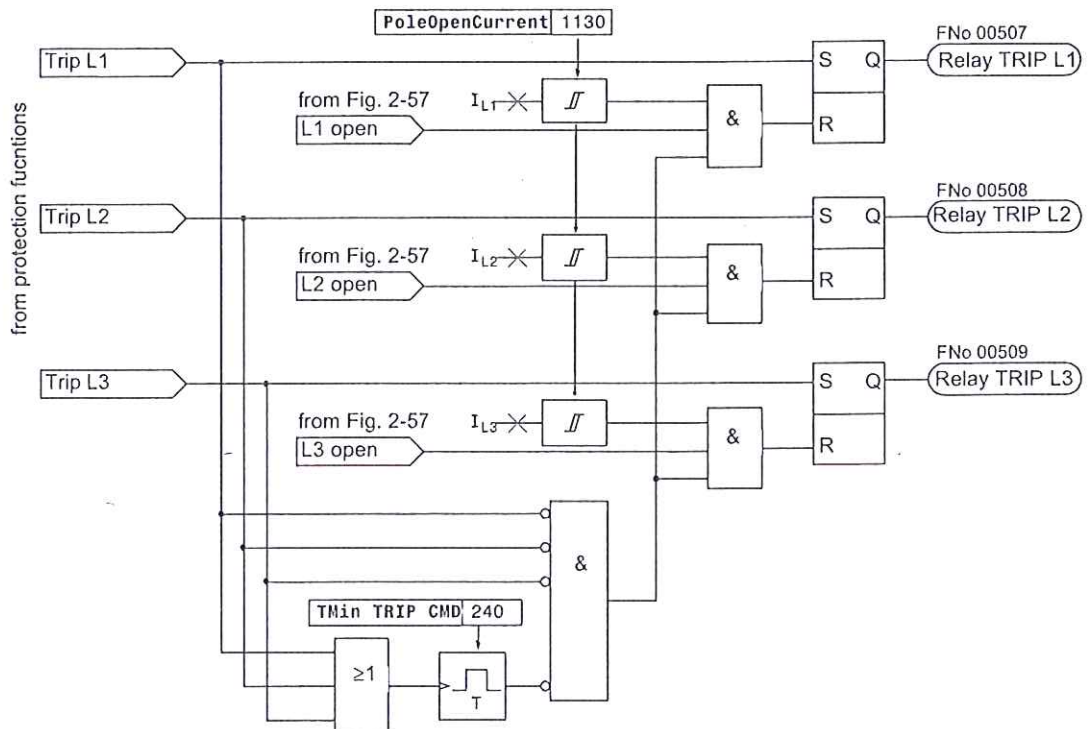 PoleOpenCurrent 1130
FNo 00507
Trip L1
S Q
Relay TRIP L1
from Fig. 2-57
IL1
&
L1 open
R
from protection fucntions
FNo 00508
Trip L2
S Q
Relay TRIP L2
from Fig. 2-57
IL2
&
L2 open
R
FNo 00509
Trip L3
S Q
Relay TRIP L3
from Fig. 2-57
IL3
&
L3 open
R
&
TMin TRIP CMD 240
≥1
T